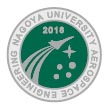 NAGOYA UNIVERSITY
AEROSPACE ENGINEERING
2018